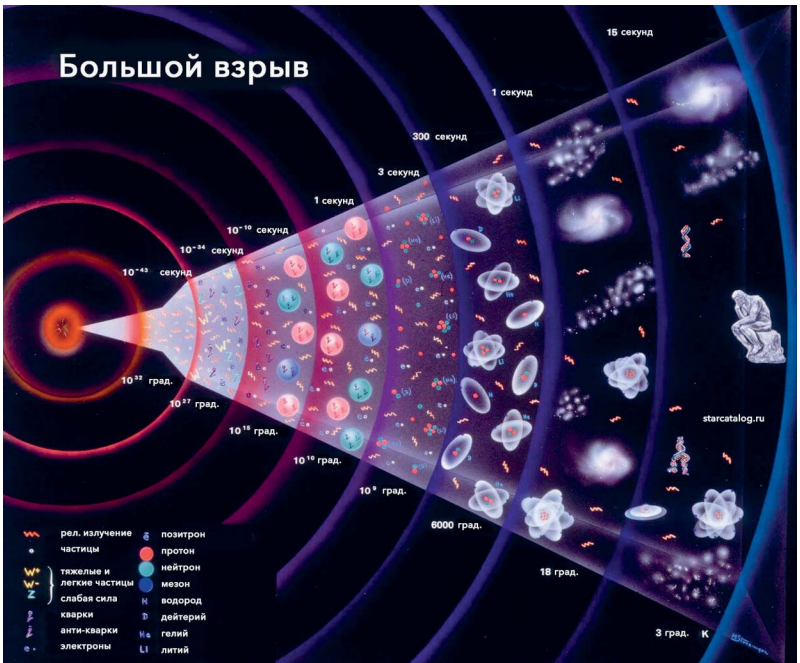 15 секунд
Большой взрыв
1 секунд
300 секунд
3 секунд
1 секунд
10⁻¹⁰ секунд
10⁻³⁴ секунд
10⁻⁴³ секунд
10³² град.
10²⁷ град.
10¹⁵ град.
10¹⁰ град.
10⁹ град.
6000 град.
18 град.
3 град. К
starcatalog.ru
рел. излучение
частицы
W+
W-
Z
тяжелые и
легкие частицы
слабая сила
кварки
анти-кварки
e- электроны
ē позитрон
протон
нейтрон
мезон
H водород
D дейтерий
He гелий
Li литий